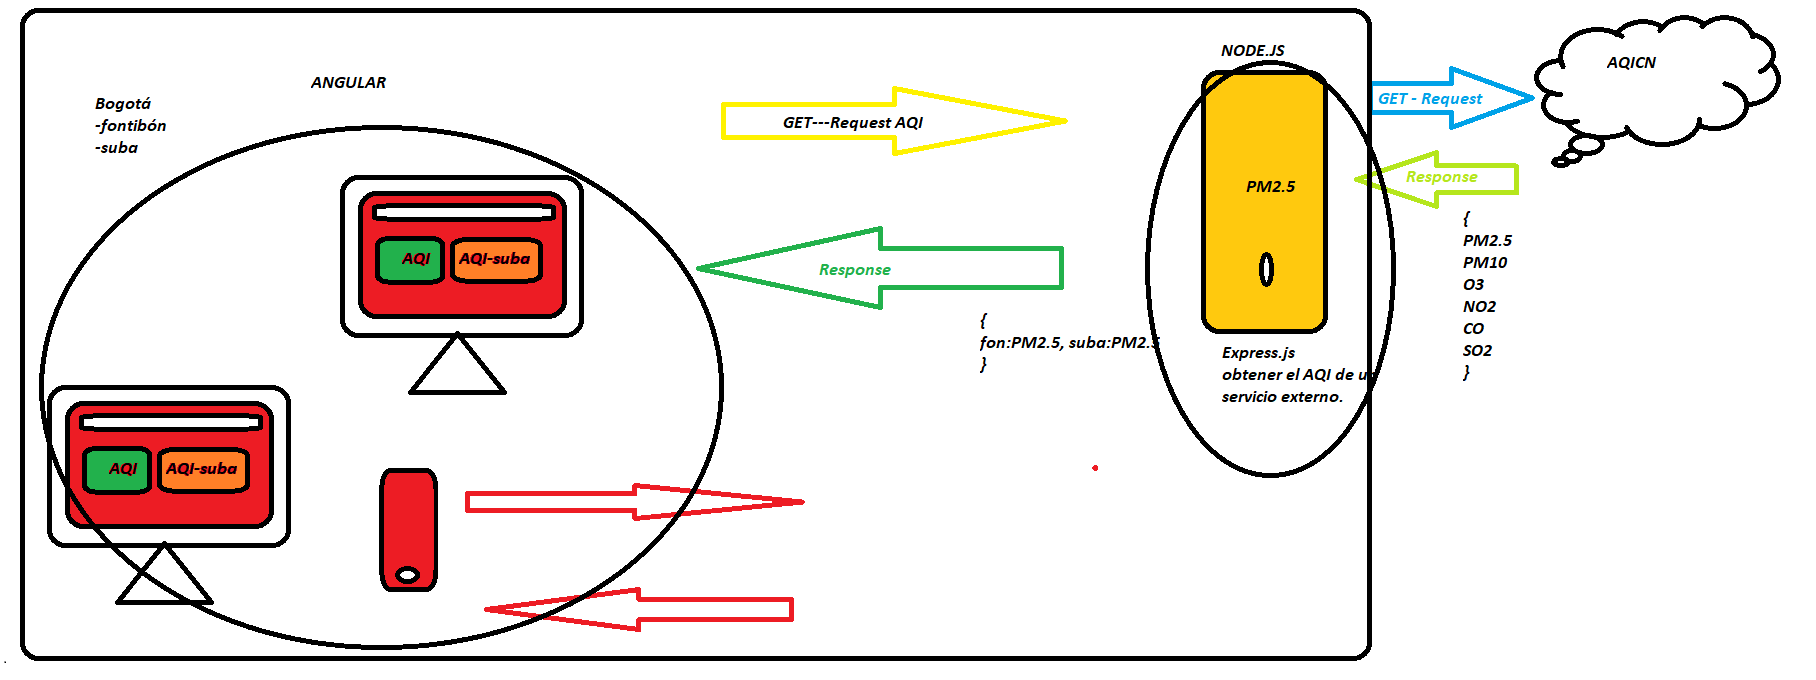 ANGULAR
Bogotá
-fontibón
-suba
AQI
AQI-suba
AQI
AQI-suba
GET---Request AQI
Response
{
fon:PM2.5, suba:PM2.5
}
NODE.JS
PM2.5
Express.js
obtener el AQI de un
servicio externo.
GET - Request
AQICN
Response
{
PM2.5
PM10
O3
NO2
CO
SO2
}